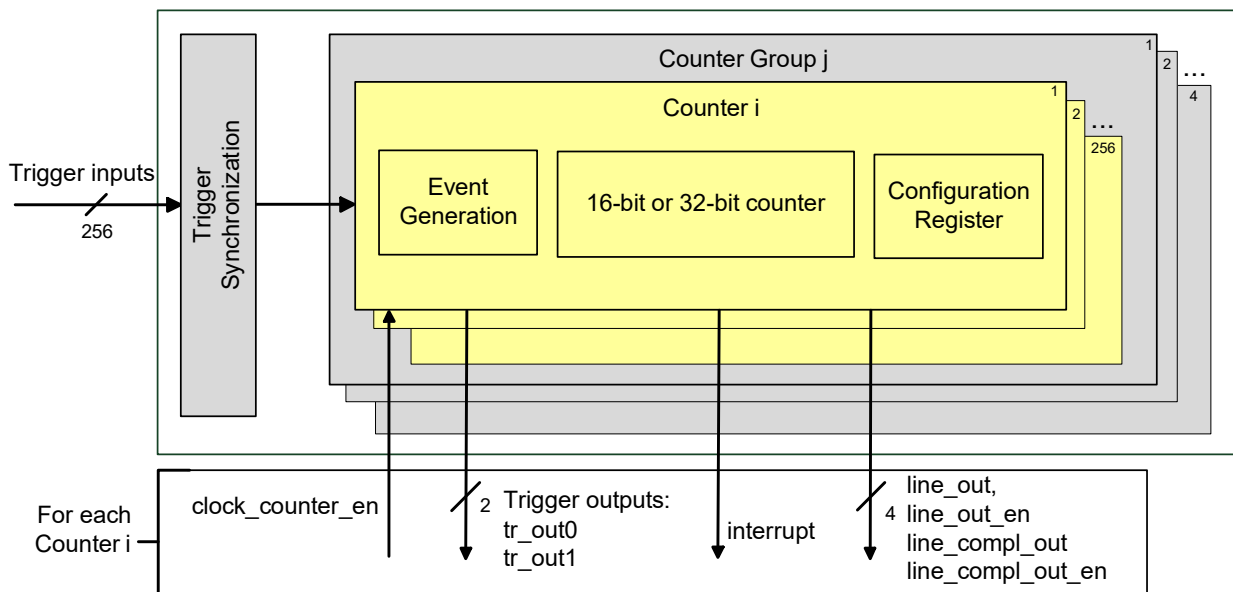 Counter Group j
1
2
...
4
Counter i
1
2
...
256
Trigger inputs
256
Trigger
Synchronization
Event
Generation
16-bit or 32-bit counter
Configuration
Register
For each
Counter i
clock_counter_en
2
Trigger outputs:
tr_out0
tr_out1
interrupt
4
line_out,
line_out_en
line_compl_out
line_compl_out_en